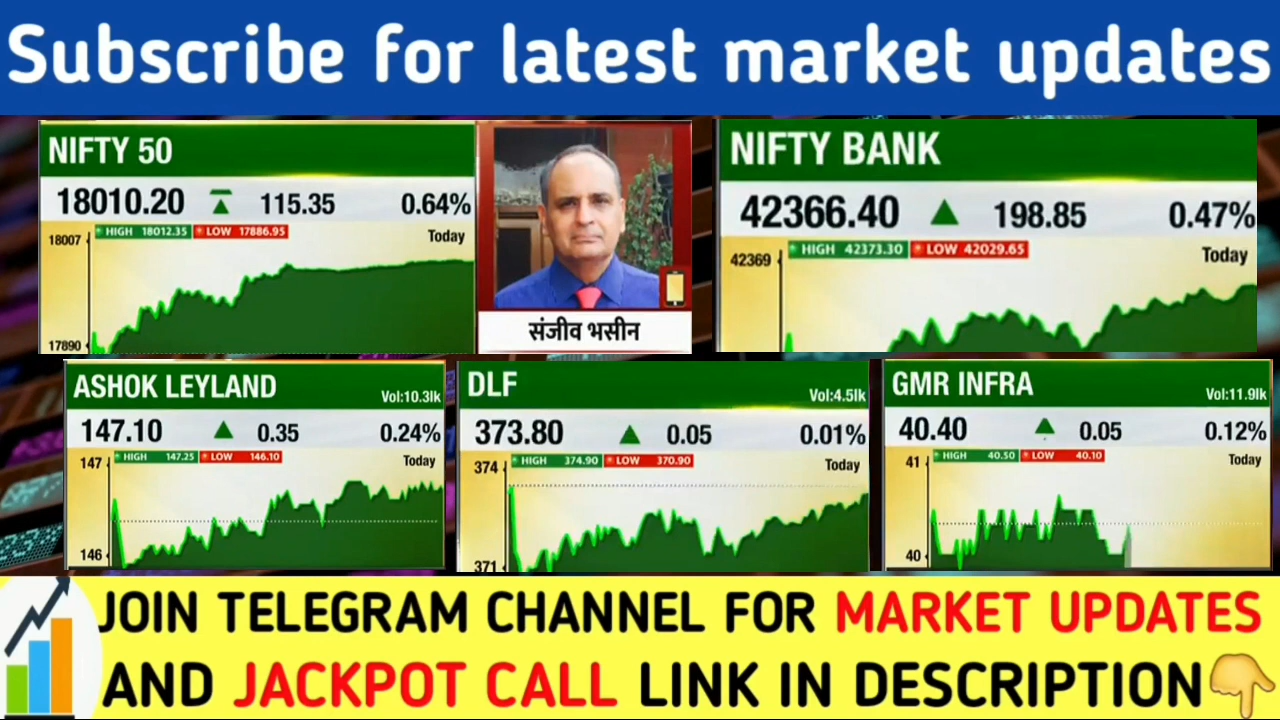 Subscribe for latest market updates
NIFTY 50
18010.20 115.35 0.64%
HIGH 18012.35 LOW 17886.95
Today
18007
17890
संजीव भसीन
NIFTY BANK
42366.40 198.85 0.47%
HIGH 42373.30 LOW 42029.65
Today
42369
ASHOK LEYLAND Vol:10.3lk
147.10 0.35 0.24%
HIGH 147.25 LOW 146.10
Today
147
146
DLF Vol:4.5lk
373.80 0.05 0.01%
HIGH 374.90 LOW 370.90
Today
374
371
GMR INFRA Vol:11.9lk
40.40 0.05 0.12%
HIGH 40.50 LOW 40.10
Today
41
40
JOIN TELEGRAM CHANNEL FOR MARKET UPDATES
AND JACKPOT CALL LINK IN DESCRIPTION